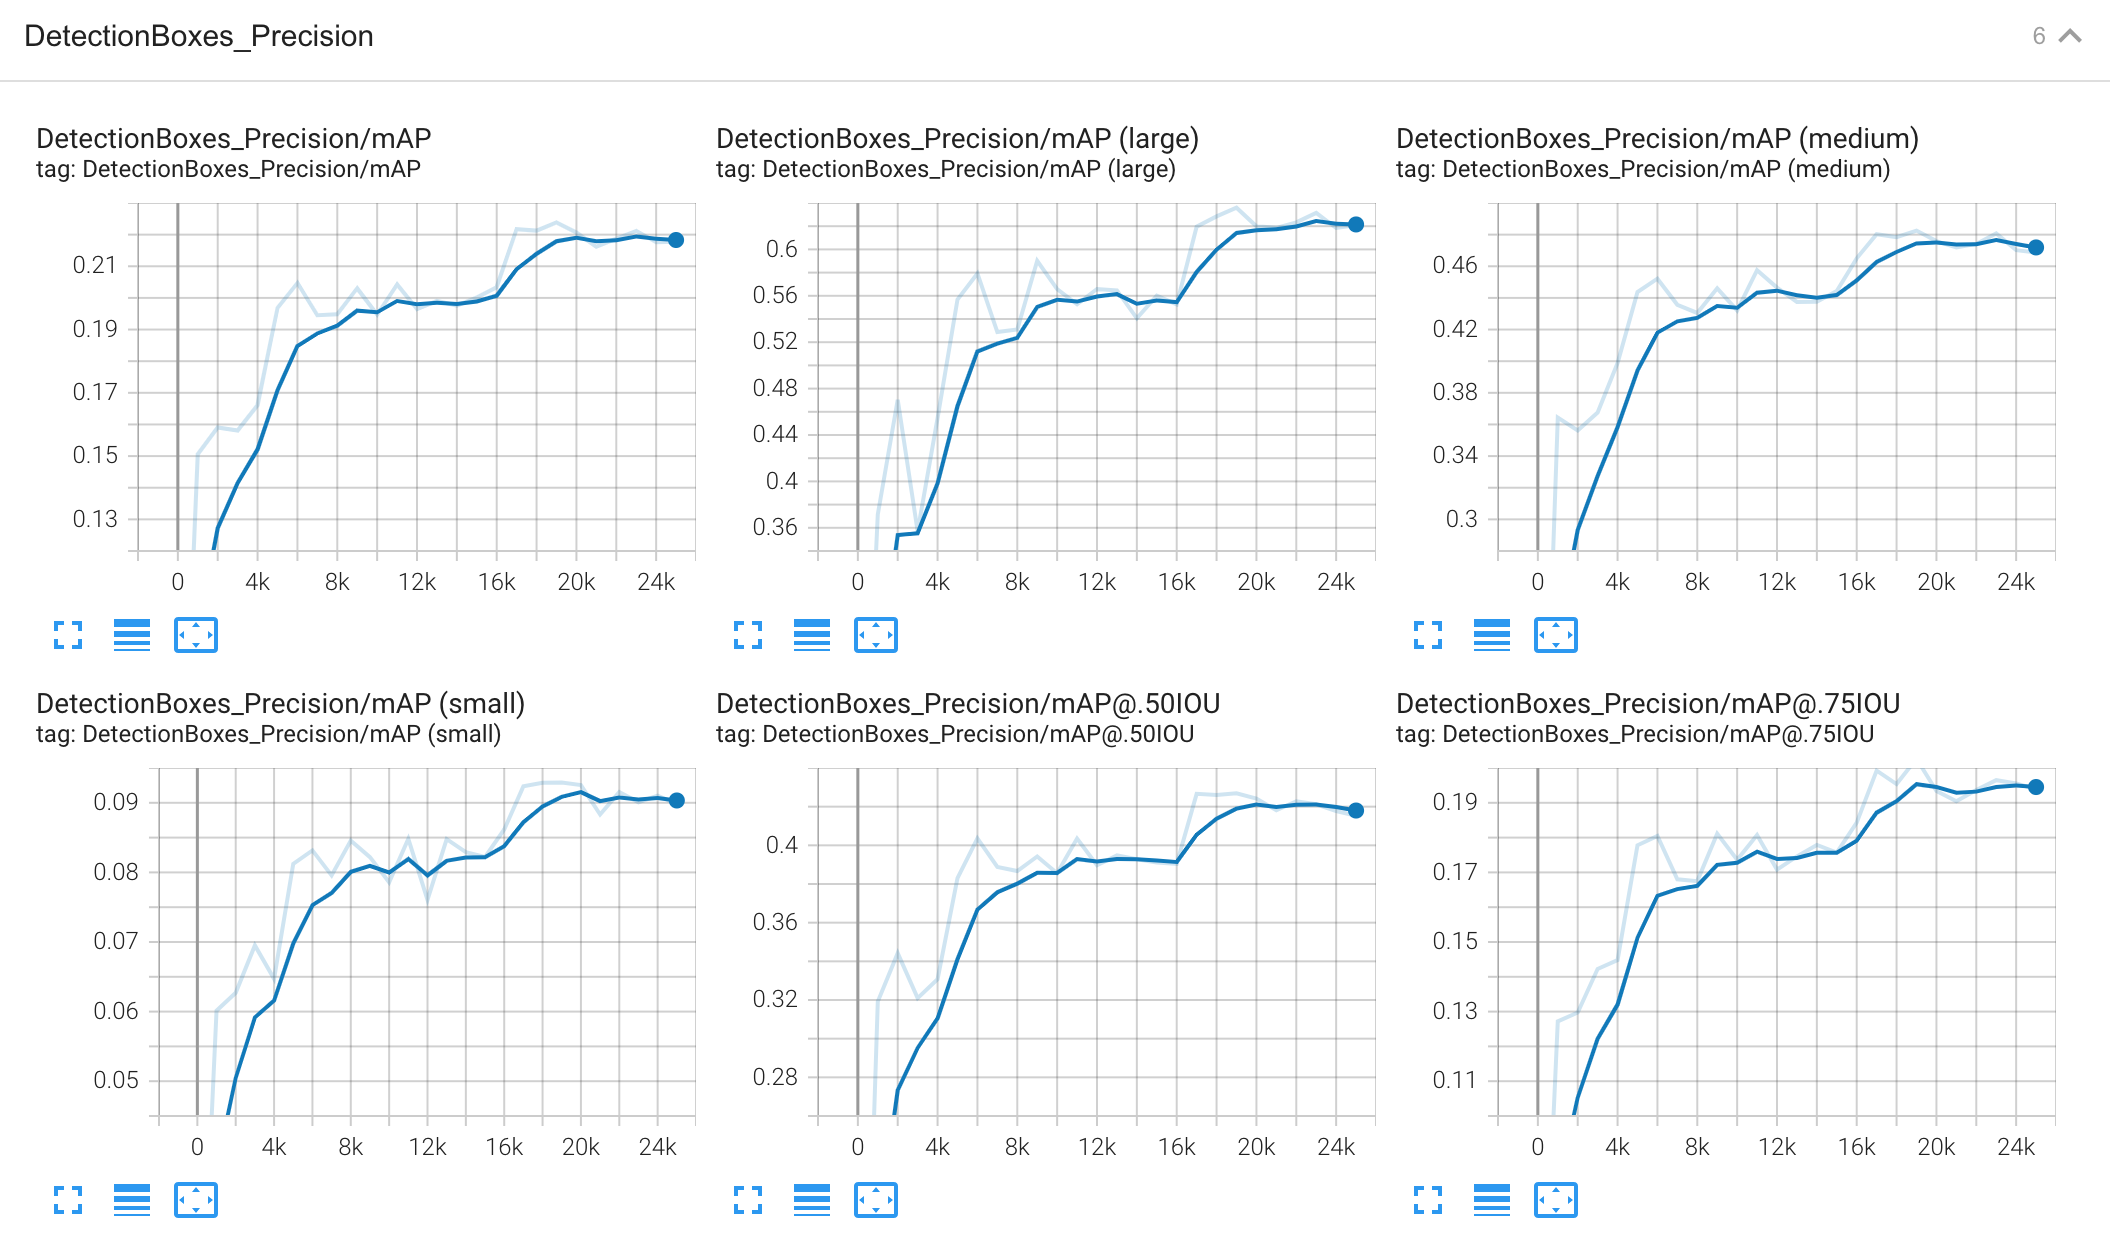 DetectionBoxes_Precision
6
DetectionBoxes_Precision/mAP
tag: DetectionBoxes_Precision/mAP
0.21
0.19
0.17
0.15
0.13
0 4k 8k 12k 16k 20k 24k
DetectionBoxes_Precision/mAP (large)
tag: DetectionBoxes_Precision/mAP (large)
0.6
0.56
0.52
0.48
0.44
0.4
0.36
0 4k 8k 12k 16k 20k 24k
DetectionBoxes_Precision/mAP (medium)
tag: DetectionBoxes_Precision/mAP (medium)
0.46
0.42
0.38
0.34
0.3
0 4k 8k 12k 16k 20k 24k
DetectionBoxes_Precision/mAP (small)
tag: DetectionBoxes_Precision/mAP (small)
0.09
0.08
0.07
0.06
0.05
0 4k 8k 12k 16k 20k 24k
DetectionBoxes_Precision/mAP@.50IOU
tag: DetectionBoxes_Precision/mAP@.50IOU
0.4
0.36
0.32
0.28
0 4k 8k 12k 16k 20k 24k
DetectionBoxes_Precision/mAP@.75IOU
tag: DetectionBoxes_Precision/mAP@.75IOU
0.19
0.17
0.15
0.13
0.11
0 4k 8k 12k 16k 20k 24k